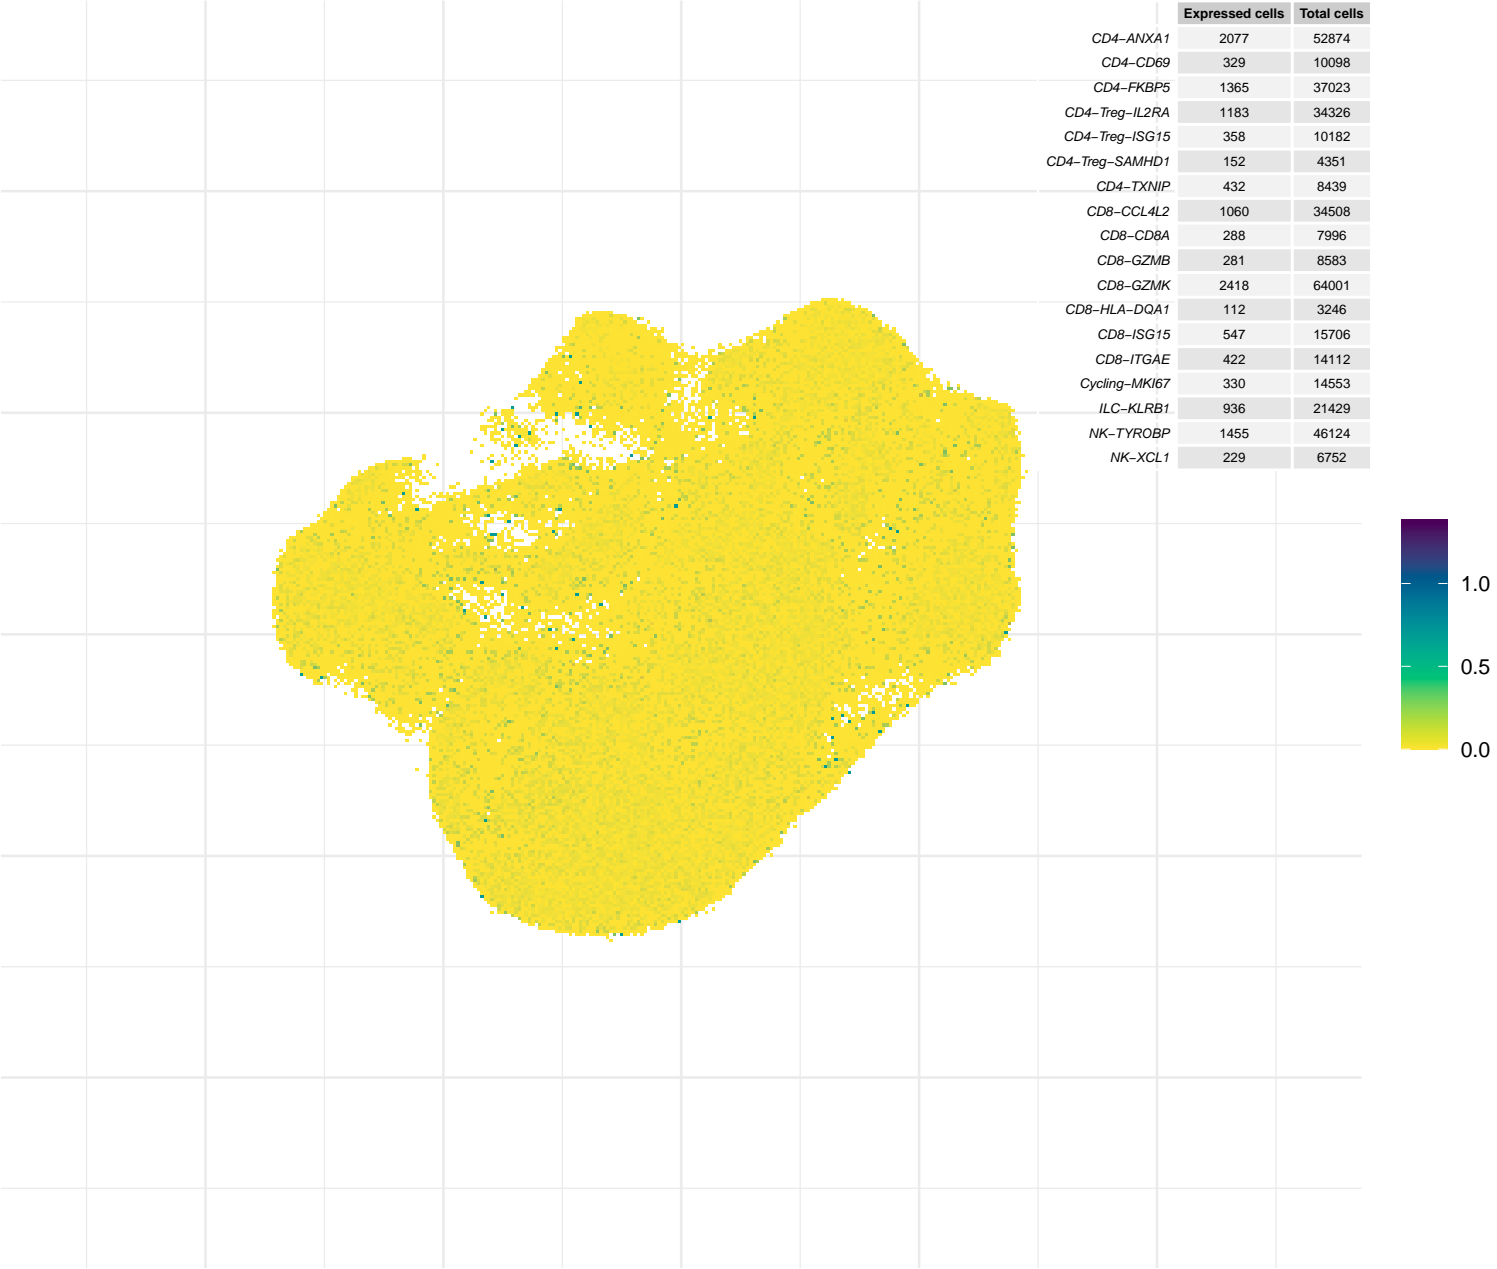 Expressed cells Total cells
CD4−ANXA1 2077 52874
CD4−CD69 329 10098
CD4−FKBP5 1365 37023
CD4−Treg−IL2RA 1183 34326
CD4−Treg−ISG15 358 10182
CD4−Treg−SAMHD1 152 4351
CD4−TXNIP 432 8439
CD8−CCL4L2 1060 34508
CD8−CD8A 288 7996
CD8−GZMB 281 8583
CD8−GZMK 2418 64001
CD8−HLA−DQA1 112 3246
CD8−ISG15 547 15706
CD8−ITGAE 422 14112
Cycling−MKI67 330 14553
ILC−KLRB1 936 21429
NK−TYROBP 1455 46124
NK−XCL1 229 6752
1.0
0.5
0.0